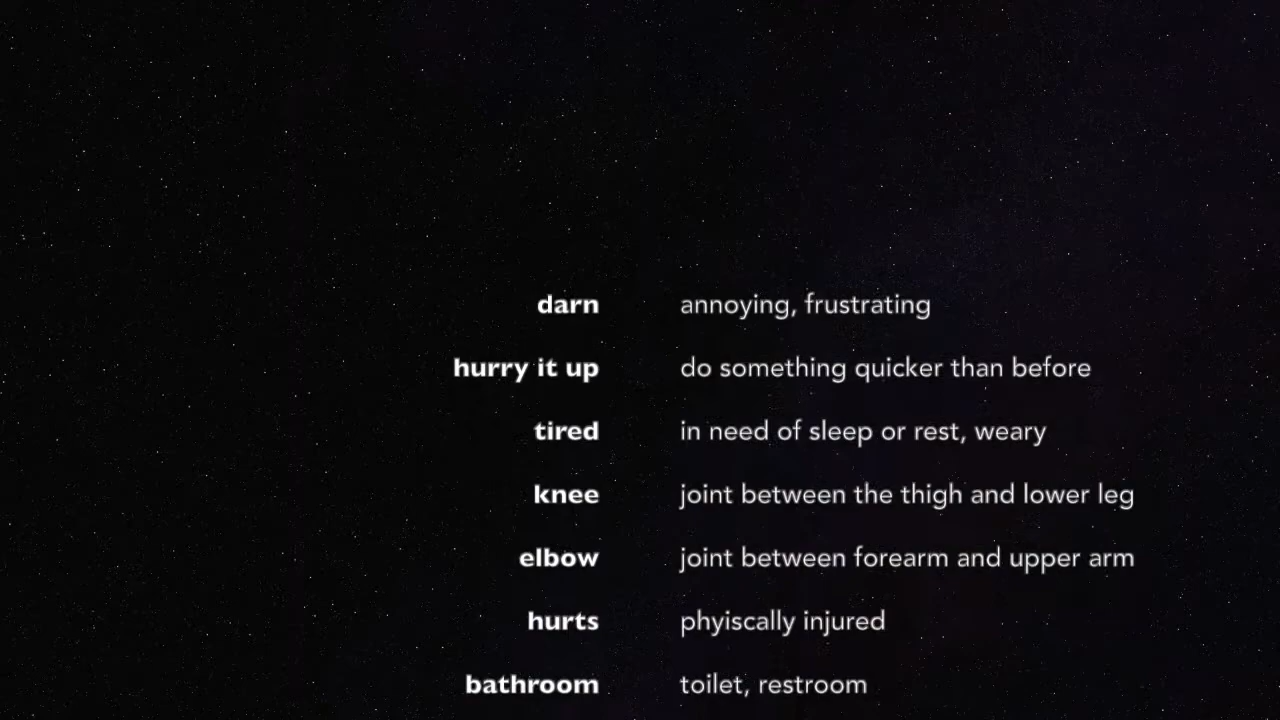 darn annoying, frustrating
hurry it up do something quicker than before
tired in need of sleep or rest, weary
knee joint between the thigh and lower leg
elbow joint between forearm and upper arm
hurts phyiscally injured
bathroom toilet, restroom